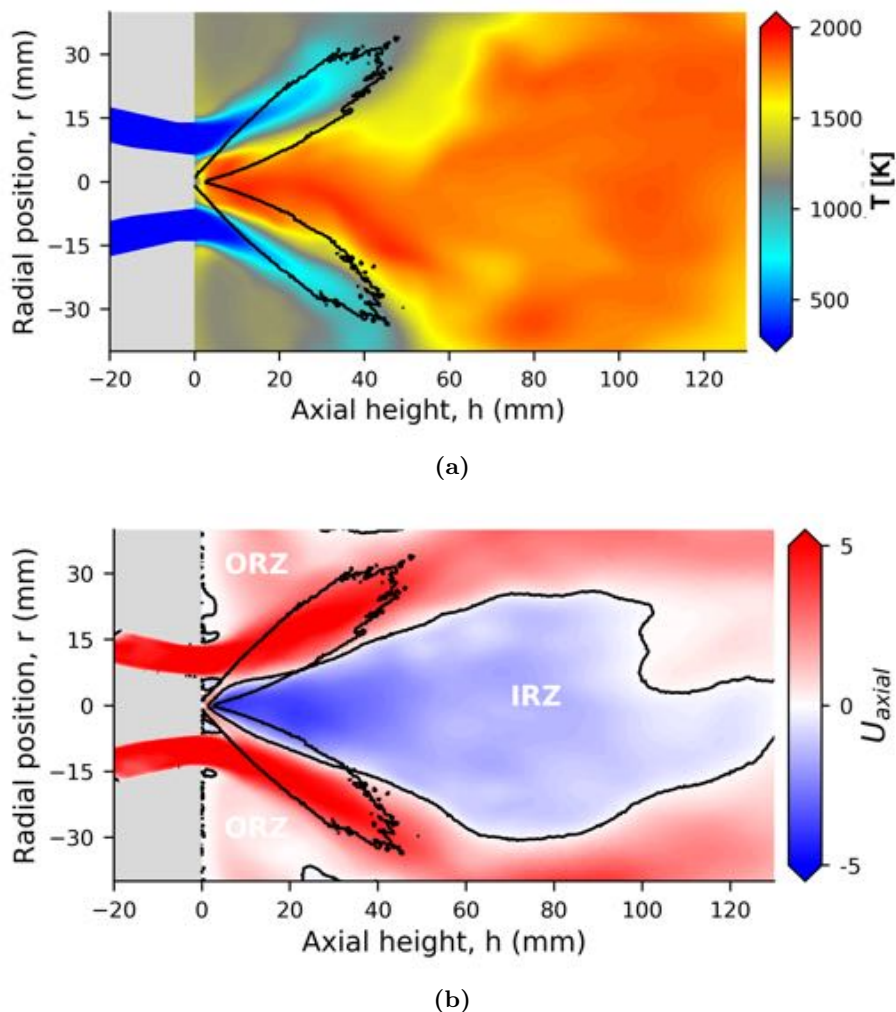 30
15
0
−15
−30
Radial position, r (mm)
−20 0 20 40 60 80 100 120
Axial height, h (mm)
2000
1500
1000
500
T [K]
(a)
ORZ
IRZ
ORZ
30
15
0
−15
−30
Radial position, r (mm)
−20 0 20 40 60 80 100 120
Axial height, h (mm)
5
0
-5
U_axial
(b)